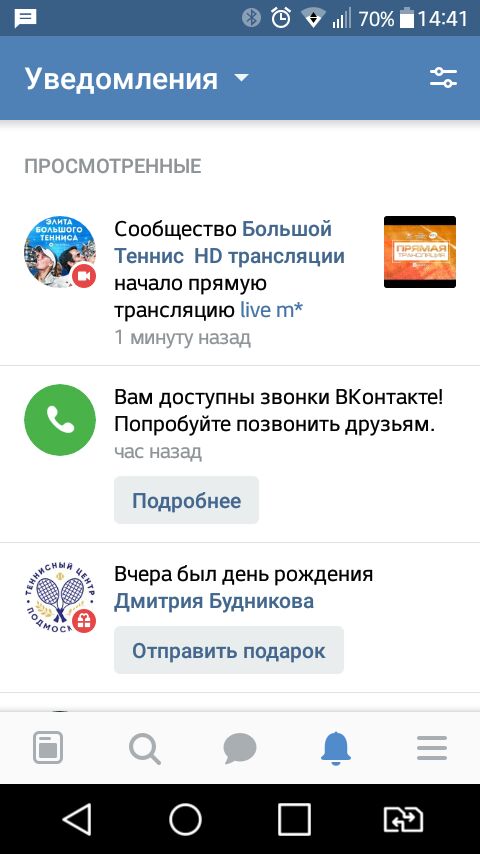 70% 14:41
Уведомления
ПРОСМОТРЕННЫЕ
ЭЛИТА
БОЛЬШОГО
ТЕННИСА
Сообщество Большой
Теннис HD трансляции
начало прямую
трансляцию live m*
1 минуту назад
ПРЯМАЯ
ТРАНСЛЯЦИЯ
Вам доступны звонки ВКонтакте!
Попробуйте позвонить друзьям.
час назад
Подробнее
ТЕННИСНЫЙ ЦЕНТР
Вчера был день рождения
Дмитрия Будникова
Отправить подарок